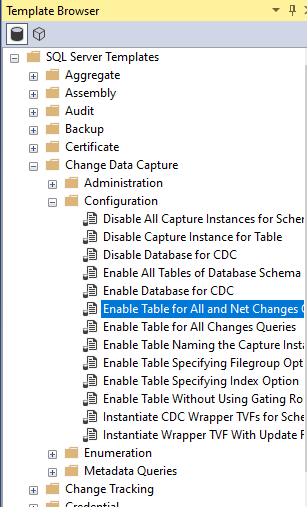 Template Browser
SQL Server Templates
Aggregate
Assembly
Audit
Backup
Certificate
Change Data Capture
Administration
Configuration
Disable All Capture Instances for Schem
Disable Capture Instance for Table
Disable Database for CDC
Enable All Tables of Database Schema
Enable Database for CDC
Enable Table for All and Net Changes
Enable Table for All Changes Queries
Enable Table Naming the Capture Insta
Enable Table Specifying Filegroup Opt
Enable Table Specifying Index Option
Enable Table Without Using Gating Ro
Instantiate CDC Wrapper TVFs for Sche
Instantiate Wrapper TVF With Update
Enumeration
Metadata Queries
Change Tracking
Credential